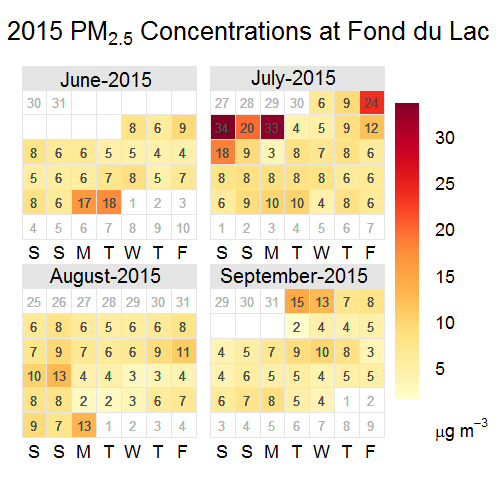 2015 PM2.5 Concentrations at Fond du Lac
June-2015
30 31
8 6 9
8 6 6 5 5 4 4
5 6 6 7 8 5 7
8 6 17 18 1 2 3
4 5 6 7 8 9 10
S S M T W T F
July-2015
27 28 29 30 6 9 24
34 20 33 4 5 9 12
18 9 3 8 7 8 6
8 8 8 8 8 8 6
6 9 10 10 4 8 6
1 2 3 4 5 6 7
S S M T W T F
August-2015
25 26 27 28 29 30 31
6 8 6 5 6 6 8
7 9 7 6 6 9 11
10 13 4 4 3 3 4
8 8 2 2 3 6 7
9 7 13 1 2 3 4
S S M T W T F
September-2015
29 30 31 15 13 7 8
2 4 4 5
4 5 7 9 10 8 3
4 6 5 5 4 5 5
6 7 8 5 4 1 2
3 4 5 6 7 8 9
S S M T W T F
30
25
20
15
10
5
μg m−3